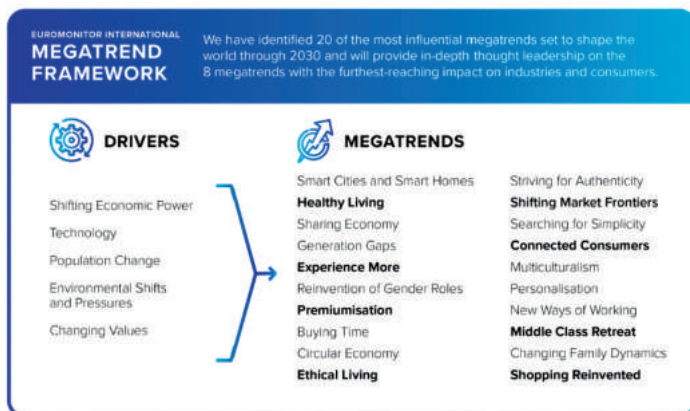 EUROMONITOR INTERNATIONAL
MEGATREND
FRAMEWORK
We have identified 20 of the most influential megatrends set to shape the
world through 2030 and will provide in-depth thought leadership on the
8 megatrends with the furthest-reaching impact on industries and consumers.
DRIVERS
Shifting Economic Power
Technology
Population Change
Environmental Shifts
and Pressures
Changing Values
MEGATRENDS
Smart Cities and Smart Homes
Healthy Living
Sharing Economy
Generation Gaps
Experience More
Reinvention of Gender Roles
Premiumisation
Buying Time
Circular Economy
Ethical Living
Striving for Authenticity
Shifting Market Frontiers
Searching for Simplicity
Connected Consumers
Multiculturalism
Personalisation
New Ways of Working
Middle Class Retreat
Changing Family Dynamics
Shopping Reinvented